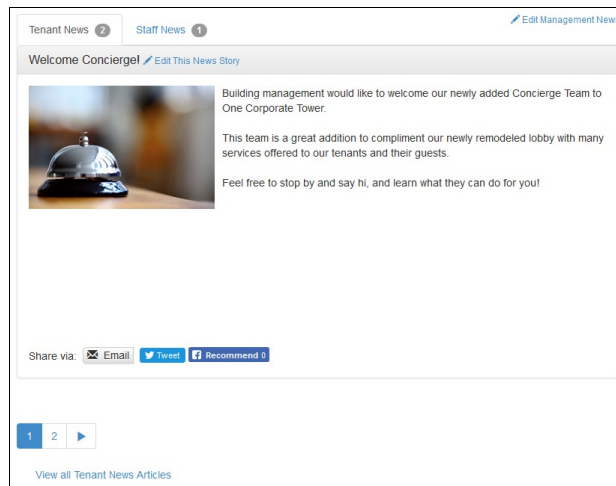 Tenant News 2 Staff News 1 Edit Management News
Welcome Concierge! Edit This News Story
Building management would like to welcome our newly added Concierge Team to
One Corporate Tower.
This team is a great addition to compliment our newly remodeled lobby with many
services offered to our tenants and their guests.
Feel free to stop by and say hi, and learn what they can do for you!
Share via: Email Tweet Recommend 0
1 2
View all Tenant News Articles